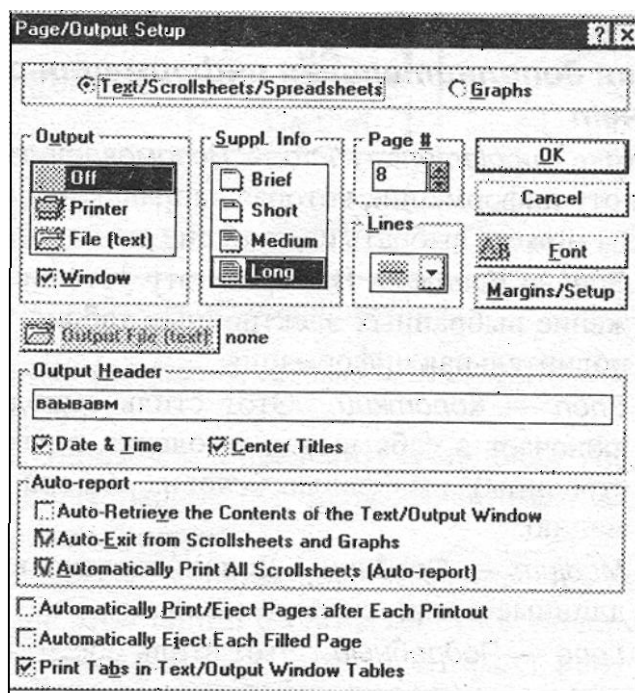 Page/Output Setup
Text/Scrollsheets/Spreadsheets Graphs
Output
Off
Printer
File (text)
Window
Suppl. Info
Brief
Short
Medium
Long
Page #
8
Lines
OK
Cancel
Font
Margins/Setup
Output File (text) none
Output Header
ваывавм
Date & Time Center Titles
Auto-report
Auto-Retrieve the Contents of the Text/Output Window
Auto-Exit from Scrollsheets and Graphs
Automatically Print All Scrollsheets (Auto-report)
Automatically Print/Eject Pages after Each Printout
Automatically Eject Each Filled Page
Print Tabs in Text/Output Window Tables